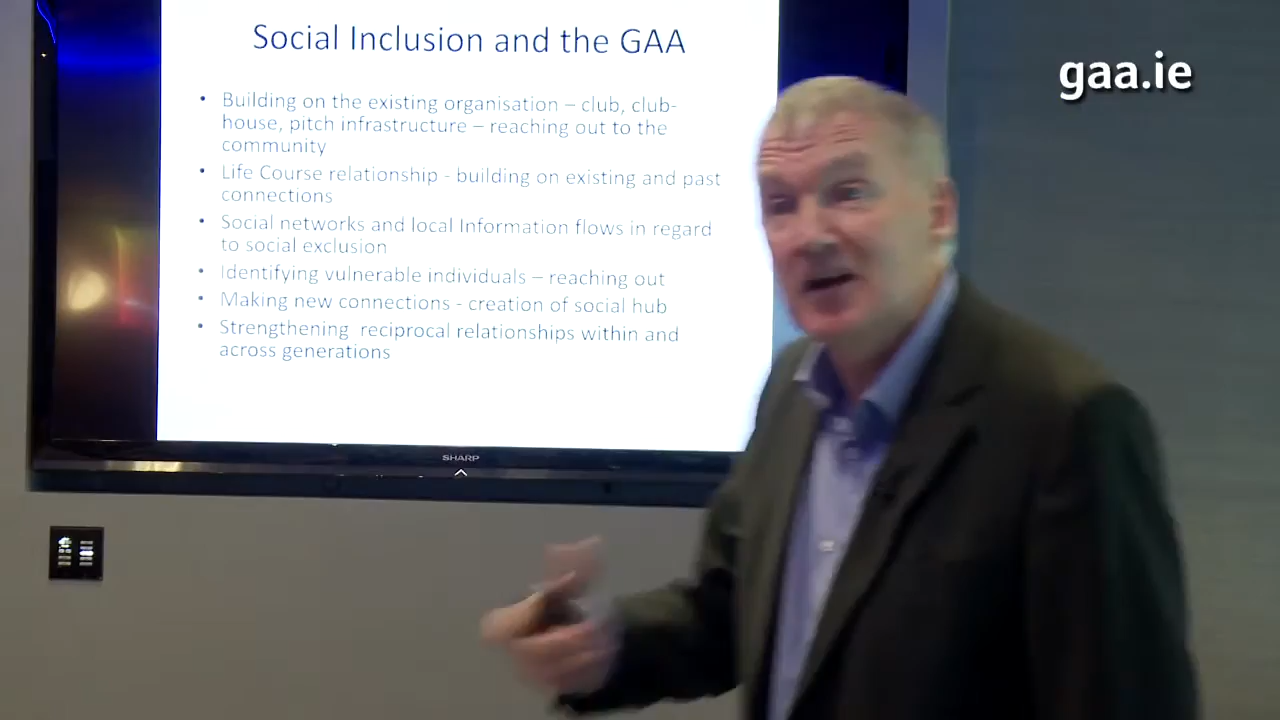 Social Inclusion and the GAA
gaa.ie
• Building on the existing organisation – club, club-
house, pitch infrastructure – reaching out to the
community
• Life Course relationship - building on existing and past
connections
• Social networks and local Information flows in regard
to social exclusion
• Identifying vulnerable individuals – reaching out
• Making new connections - creation of social hub
• Strengthening reciprocal relationships within and
across generations
SHARP